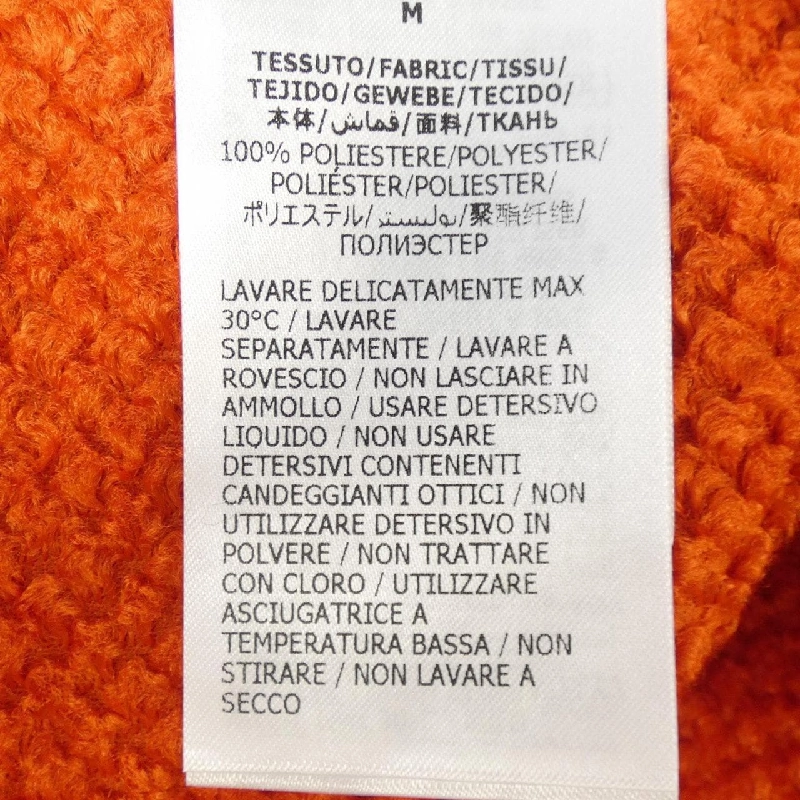 M
TESSUTO/FABRIC/TISSU/
TEJIDO/GEWEBE/TECIDO/
本体/قماش/面料/ТКАНЬ
100% POLIESTERE/POLYESTER/
POLIÉSTER/POLIESTER/
ポリエステル/بوليستر/聚酯纤维/
ПОЛИЭСТЕР
LAVARE DELICATAMENTE MAX
30°C / LAVARE
SEPARATAMENTE / LAVARE A
ROVESCIO / NON LASCIARE IN
AMMOLLO / USARE DETERSIVO
LIQUIDO / NON USARE
DETERSIVI CONTENENTI
CANDEGGIANTI OTTICI / NON
UTILIZZARE DETERSIVO IN
POLVERE / NON TRATTARE
CON CLORO / UTILIZZARE
ASCIUGATRICE A
TEMPERATURA BASSA / NON
STIRARE / NON LAVARE A
SECCO